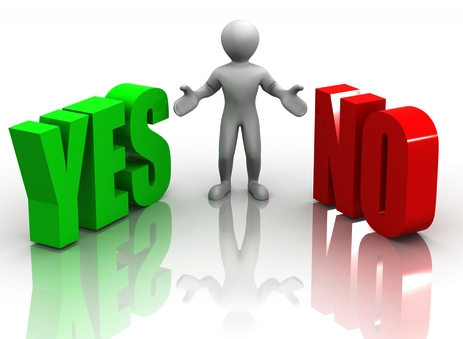 YES NO